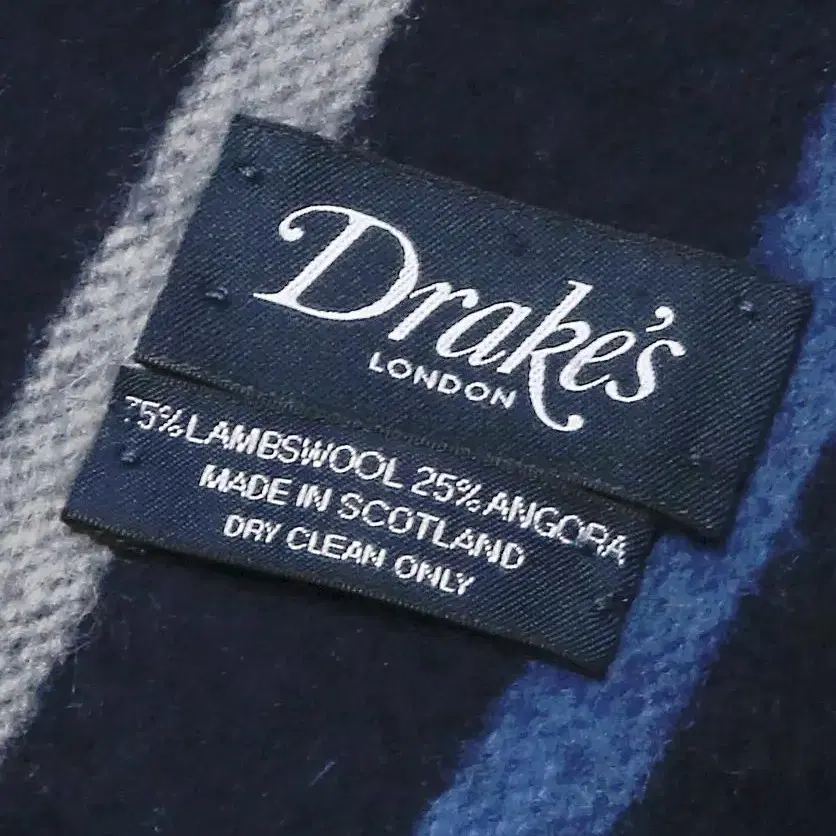 Drake's
LONDON
75% LAMBSWOOL 25% ANGORA
MADE IN SCOTLAND
DRY CLEAN ONLY